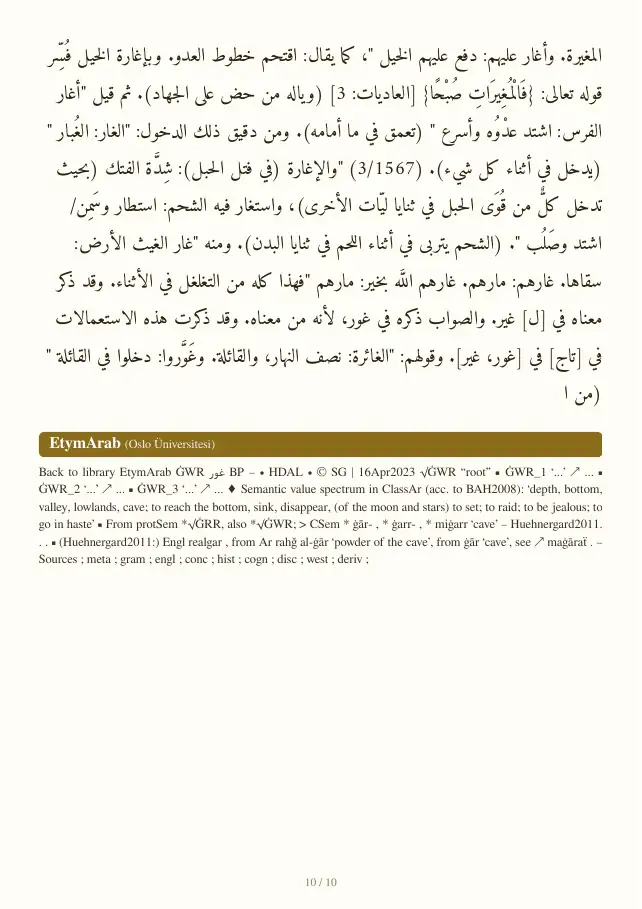 المغيرة. وأغار عليهم: دفع عليهم الخيل "، كما يقال: اقتحم خطوط العدو. وبإغارة الخيل فُسِّر
قوله تعالى: {فَالْمُغِيرَاتِ صُبْحًا} [العاديات: 3] (وياله من حض على الجهاد). ثم قيل "أغار
الفرس: اشتد عدْوُه وأسرع " (تعمق في ما أمامه). ومن دقيق ذلك الدخول: "الغار: الغُبار "
(يدخل في أثناء كل شيء). (3/1567) "والإغارة (في فتل الحبل): شِدَّة الفتك (بحيث
تدخل كلٌّ من قُوَى الحبل في ثنايا ليّات الأخرى)، واستغار فيه الشحم: استطار وسَمِن/
اشتد وصَلُب ". (الشحم يتربى في أثناء اللحم في ثنايا البدن). ومنه "غار الغيث الأرض:
سقاها. غارهم: مارهم. غارهم الله بخير: مارهم "فهذا كله من التغلغل في الأثناء. وقد ذكر
معناه في [ل] غير. والصواب ذكره في غور، لأنه من معناه. وقد ذكرت هذه الاستعمالات
في [تاج] في [غور، غير]. وقولهم: "الغائرة: نصف النهار، والقائلة. وغَوَّروا: دخلوا في القائلة "
(من ا
EtymArab (Oslo Üniversitesi)
Back to library EtymArab ĠWR غور BP – • HDAL • © SG | 16Apr2023 √ĠWR “root” ▪ ĠWR_1 ‘...’ ↗ ... ▪
ĠWR_2 ‘...’ ↗ ... ▪ ĠWR_3 ‘...’ ↗ ... ♦ Semantic value spectrum in ClassAr (acc. to BAH2008): ‘depth, bottom,
valley, lowlands, cave; to reach the bottom, sink, disappear, (of the moon and stars) to set; to raid; to be jealous; to
go in haste’ ▪ From protSem *√ĠRR, also *√ĠWR; > CSem * ġār- , * ġarr- , * miġarr ‘cave’ – Huehnergard2011.
. . ▪ (Huehnergard2011:) Engl realgar , from Ar rahǧ al-ġār ‘powder of the cave’, from ġār ‘cave’, see ↗ maġāraẗ . –
Sources ; meta ; gram ; engl ; conc ; hist ; cogn ; disc ; west ; deriv ;
10 / 10